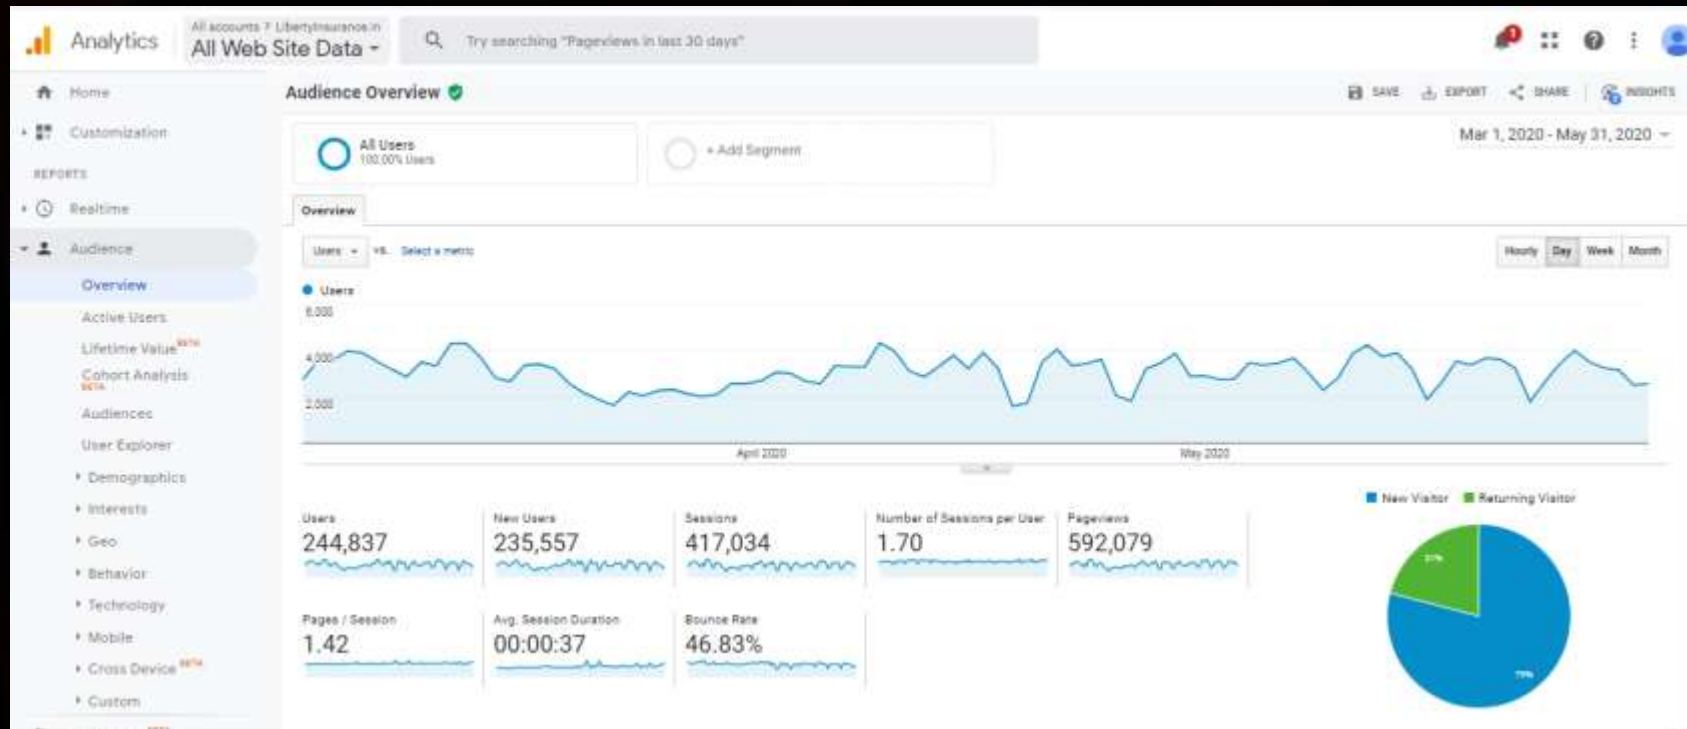 All accounts > LibertyInsurance.in
Analytics
All Web Site Data
Try searching "Pageviews in last 30 days"
1
Home
Customization
REPORTS
Realtime
Audience
Overview
Active Users
Lifetime Value BETA
Cohort Analysis
BETA
Audiences
User Explorer
Demographics
Interests
Geo
Behavior
Technology
Mobile
Cross Device BETA
Custom
Audience Overview
SAVE EXPORT SHARE INSIGHTS
Mar 1, 2020 - May 31, 2020
All Users
100.00% Users
+ Add Segment
Overview
Users VS. Select a metric
Hourly Day Week Month
Users
6,000
4,000
2,000
April 2020 May 2020
New Visitor Returning Visitor
Users
244,837
New Users
235,557
Sessions
417,034
Number of Sessions per User
1.70
Pageviews
592,079
Pages / Session
1.42
Avg. Session Duration
00:00:37
Bounce Rate
46.83%
21%
79%